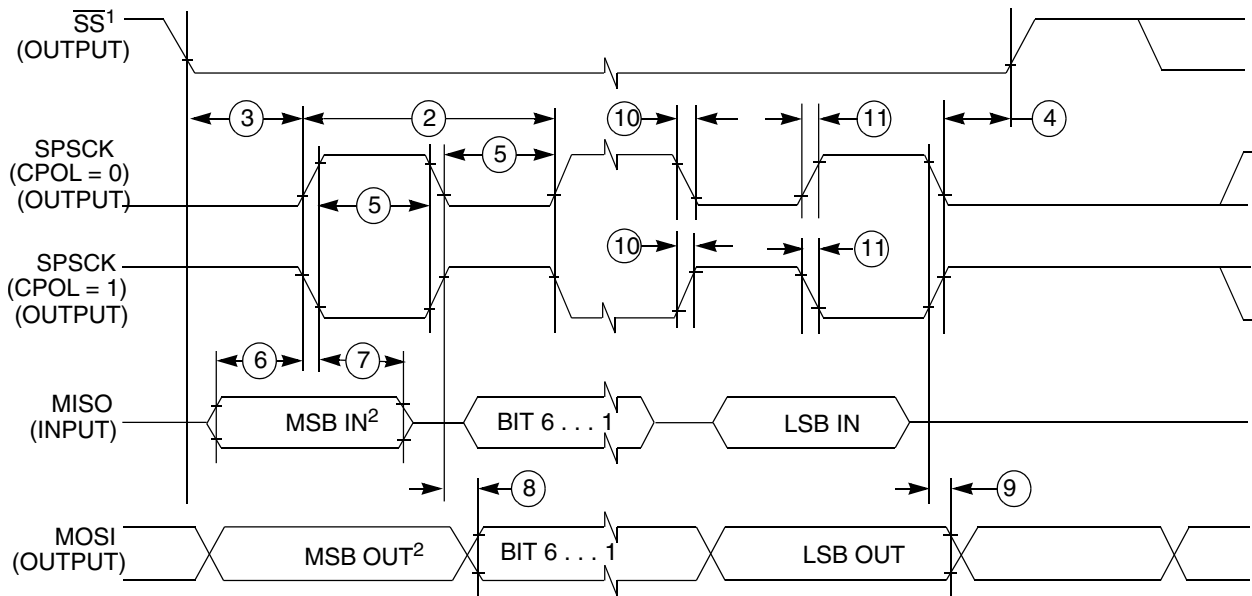 SS¹
(OUTPUT)
3
2
10
11
4
SPSCK
(CPOL = 0)
(OUTPUT)
5
5
SPSCK
(CPOL = 1)
(OUTPUT)
10
11
6
7
MISO
(INPUT)
MSB IN²
BIT 6 . . . 1
LSB IN
8
9
MOSI
(OUTPUT)
MSB OUT²
BIT 6 . . . 1
LSB OUT